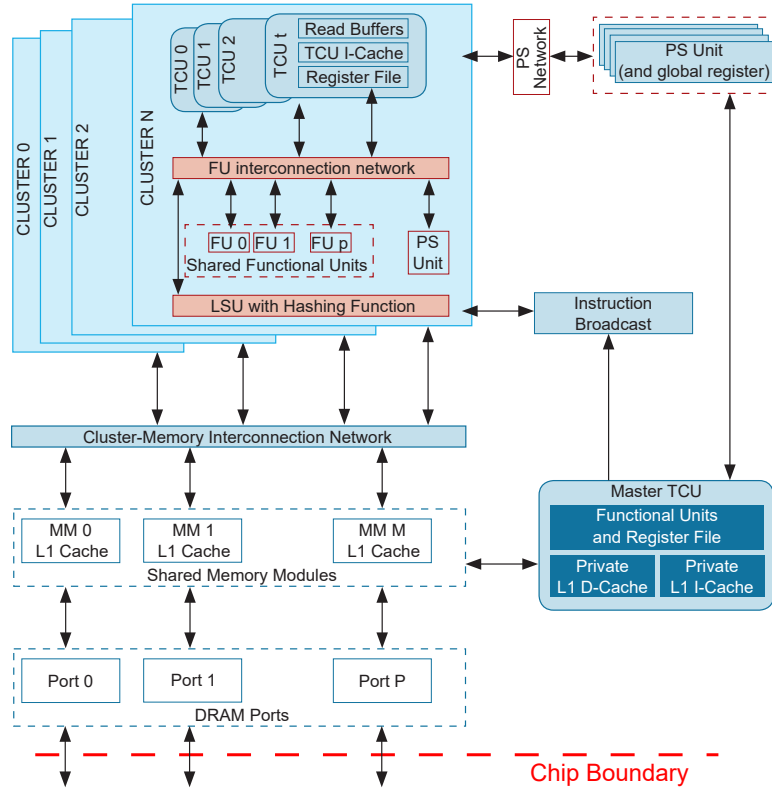 CLUSTER 0
CLUSTER 1
CLUSTER 2
CLUSTER N
TCU 0
TCU 1
TCU 2
TCU t
Read Buffers
TCU I-Cache
Register File
PS
Network
PS Unit
(and global register)
FU interconnection network
FU 0
FU 1
FU p
Shared Functional Units
PS
Unit
LSU with Hashing Function
Instruction
Broadcast
Cluster-Memory Interconnection Network
MM 0
L1 Cache
MM 1
L1 Cache
MM M
L1 Cache
Shared Memory Modules
Master TCU
Functional Units
and Register File
Private
L1 D-Cache
Private
L1 I-Cache
Port 0
Port 1
Port P
DRAM Ports
Chip Boundary